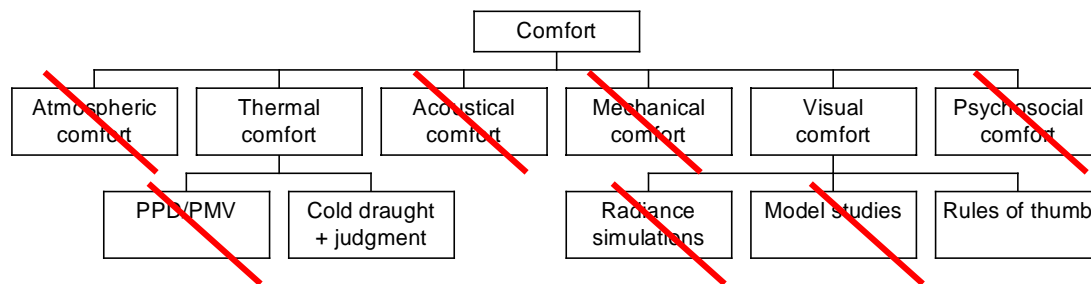 Comfort
Atmospheric
comfort
Thermal
comfort
Acoustical
comfort
Mechanical
comfort
Visual
comfort
Psychosocial
comfort
PPD/PMV
Cold draught
+ judgment
Radiance
simulations
Model studies
Rules of thumb